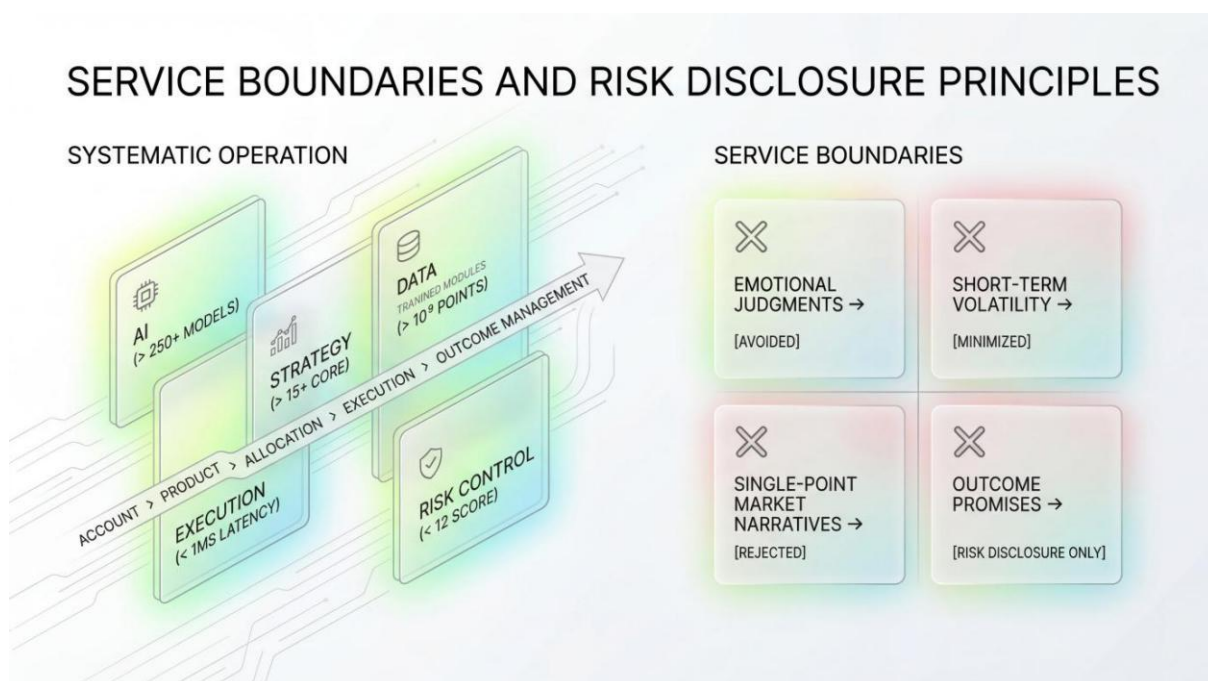 SERVICE BOUNDARIES AND RISK DISCLOSURE PRINCIPLES
SYSTEMATIC OPERATION
AI
(> 250+ MODELS)
STRATEGY
(> 15+ CORE)
DATA
TRANINED MODULES
(> 10⁹ POINTS)
ACCOUNT > PRODUCT > ALLOCATION > EXECUTION > OUTCOME MANAGEMENT
EXECUTION
(< 1MS LATENCY)
RISK CONTROL
(< 12 SCORE)
SERVICE BOUNDARIES
EMOTIONAL
JUDGMENTS →
[AVOIDED]
SHORT-TERM
VOLATILITY →
[MINIMIZED]
SINGLE-POINT
MARKET
NARRATIVES →
[REJECTED]
OUTCOME
PROMISES →
[RISK DISCLOSURE ONLY]